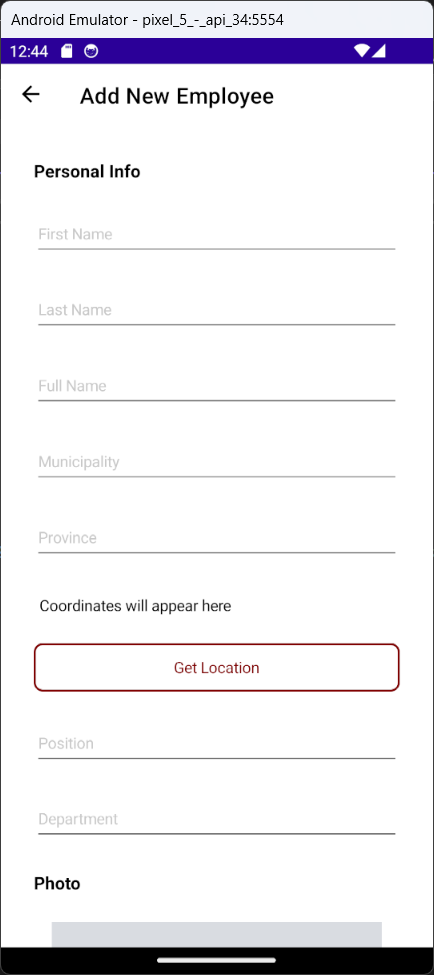 Android Emulator - pixel_5_-_api_34:5554
12:44
Add New Employee
Personal Info
First Name
Last Name
Full Name
Municipality
Province
Coordinates will appear here
Get Location
Position
Department
Photo